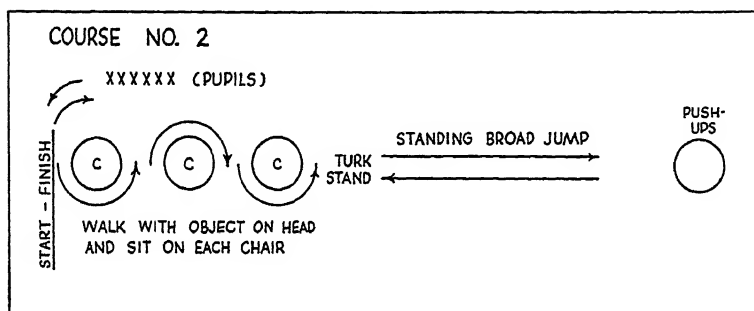 COURSE NO. 2
XXXXXX (PUPILS)
PUSH-
UPS
STANDING BROAD JUMP
C
C
C
TURK
STAND
START - FINISH
WALK WITH OBJECT ON HEAD
AND SIT ON EACH CHAIR